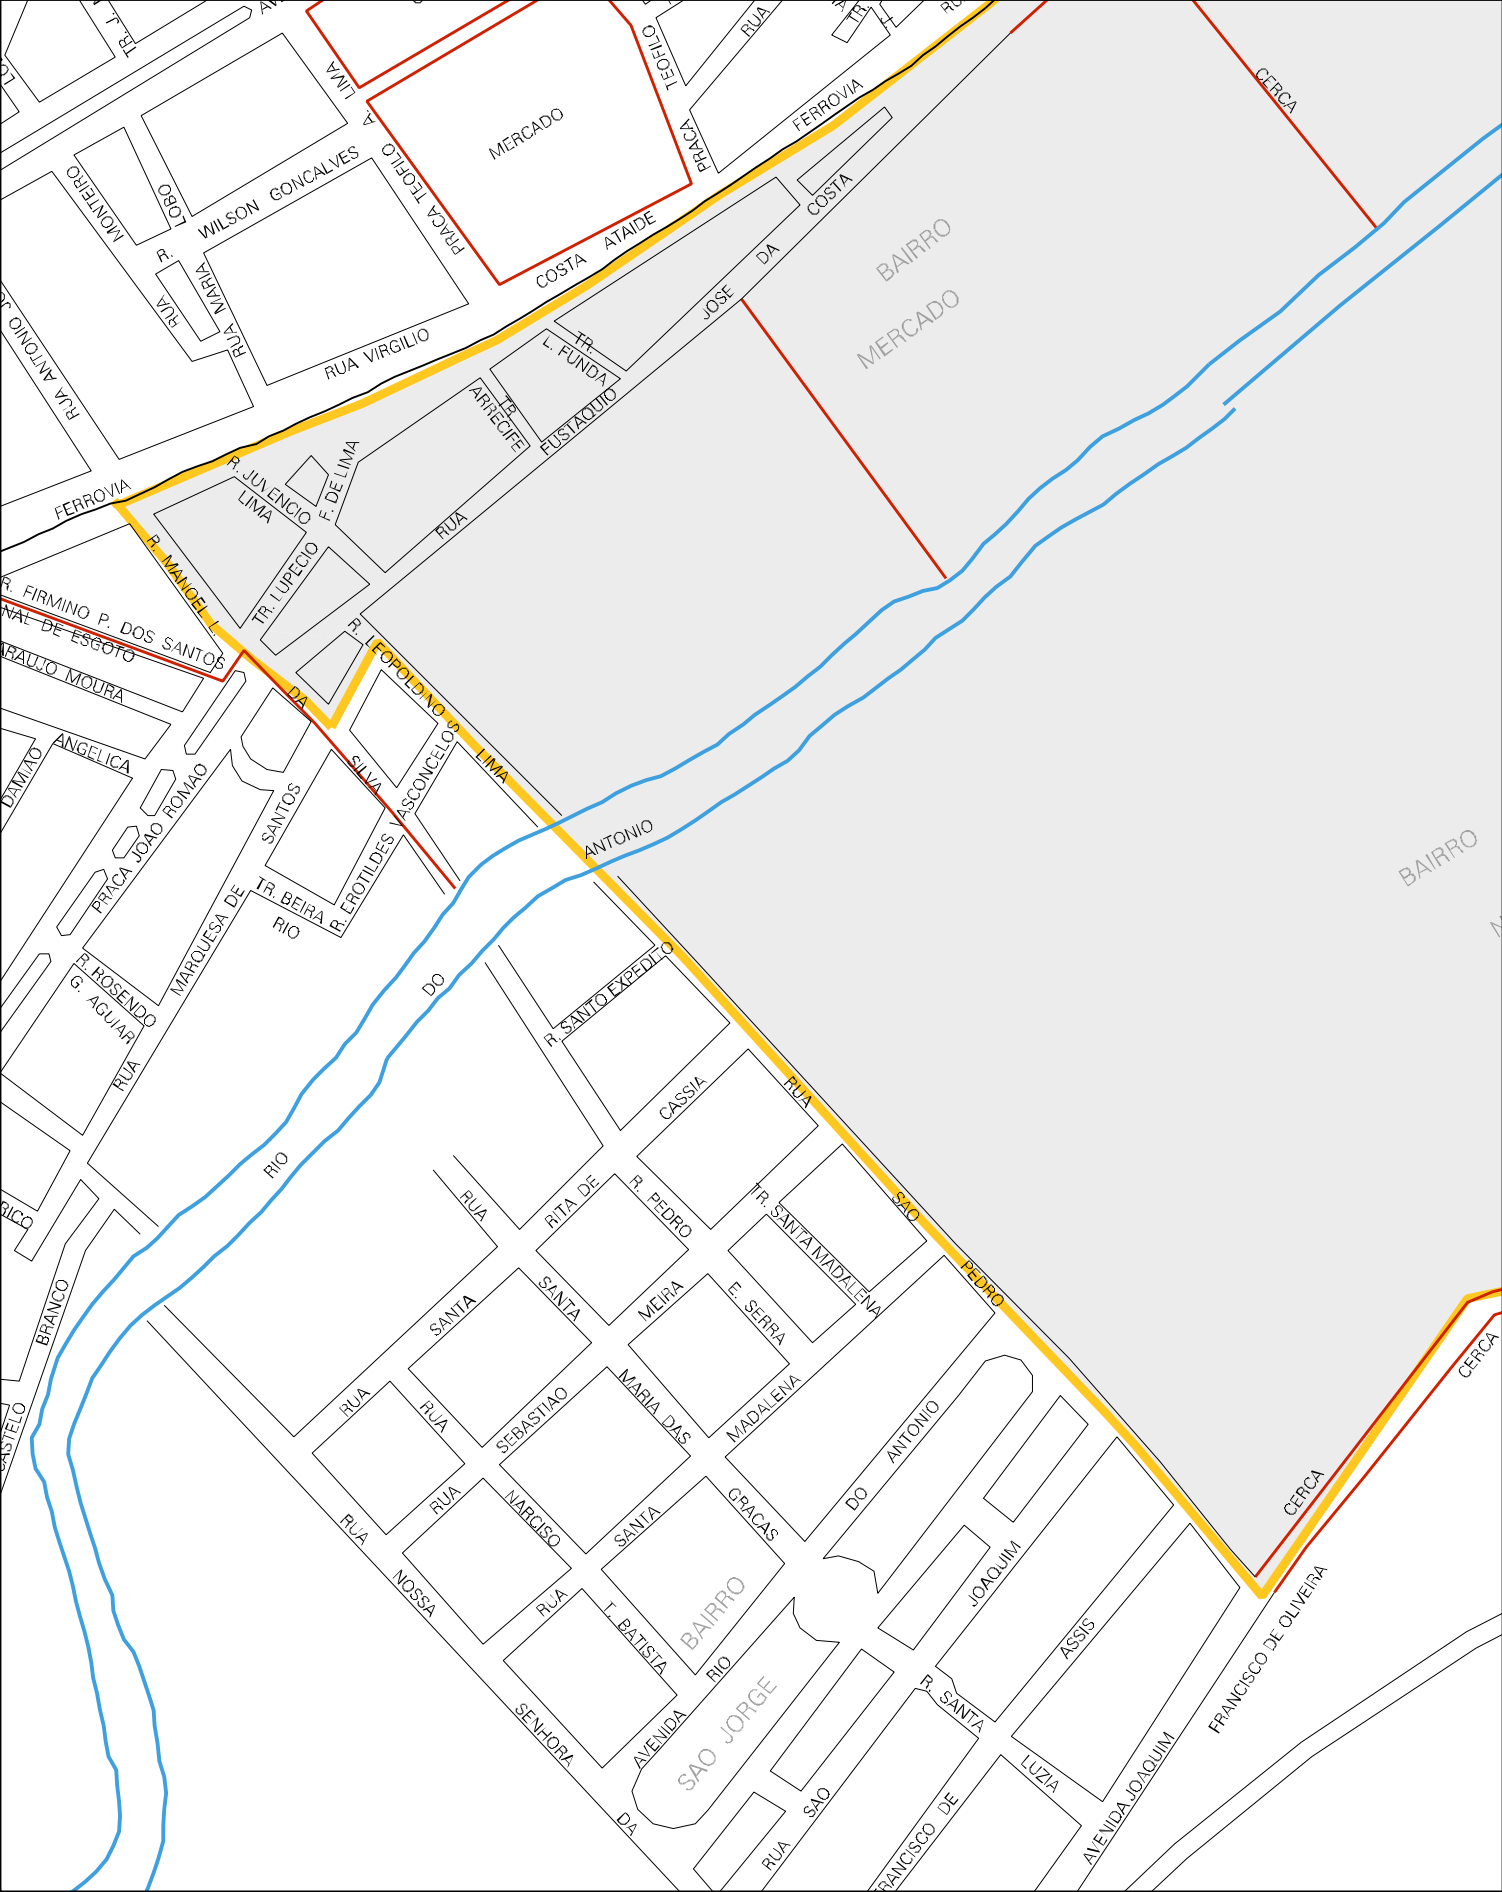 TR. J.
LIMA
A.
TEOFILO
PRACA
RUA
TR.
FERROVIA
MERCADO
CERCA
PRACA TEOFILO
WILSON GONCALVES
MONTEIRO
LOBO
R.
RUA
RUA MARIA
COSTA ATAIDE
RUA VIRGILIO
RUA ANTONIO
RUA JOSE DA COSTA
EUSTAQUIO
BAIRRO
MERCADO
TR.
L. FUNDA
TR.
ARRECIFE
F. DE LIMA
R. JUVENCIO
LIMA
FERROVIA
R. MANOEL L.
DA
SILVA
TR. LUPECIO
R. LEOPOLDINO S
LIMA
R. FIRMINO P. DOS SANTOS
NAL DE ESGOTO
ARAUJO MOURA
ANGELICA
DAMIAO
PRACA JOAO ROMAO
RUA MARQUESA DE SANTOS
TR. BEIRA
RIO
R. EROTILDES VASCONCELOS
R. ROSENDO
G. AGUIAR
ANTONIO
DO
RIO
BAIRRO
R. SANTO EXPEDITO
RUA SAO PEDRO
CASSIA
RITA DE
SANTA
RUA
RUA
SANTA
MARIA DAS
GRACAS
R. PEDRO
E. SERRA
TR. SANTA MADALENA
MEIRA
SEBASTIAO
RUA
RUA
NARCISO
L. BATISTA
MADALENA
SANTA
RUA
BRANCO
CASTELO
RICO
RUA NOSSA SENHORA DA
AVENIDA RIO DO ANTONIO
BAIRRO
SAO JORGE
RUA SAO JOAQUIM
R. SANTA
LUZIA
FRANCISCO DE ASSIS
AVENIDA JOAQUIM
FRANCISCO DE OLIVEIRA
CERCA
CERCA